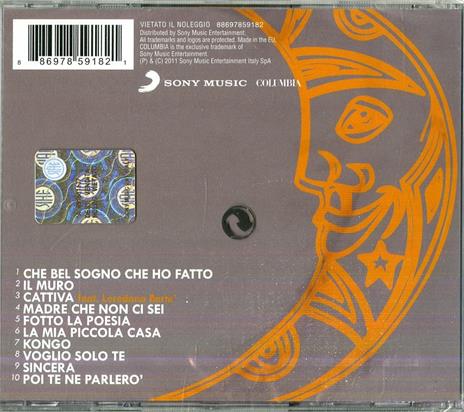 VIETATO IL NOLEGGIO 88697859182
Distributed by Sony Music Entertainment.
All trademarks and logos are protected. Made in the EU.
COLUMBIA is the exclusive trademark of
Sony Music Entertainment.
(P) & (C) 2011 Sony Music Entertainment Italy SpA
8 86978 59182 1
SONY MUSIC COLUMBIA
1 CHE BEL SOGNO CHE HO FATTO
2 IL MURO
3 CATTIVA feat. Loredana Berte'
4 MADRE CHE NON CI SEI
5 FOTTO LA POESIA
6 LA MIA PICCOLA CASA
7 KONGO
8 VOGLIO SOLO TE
9 SINCERA
10 POI TE NE PARLERO'